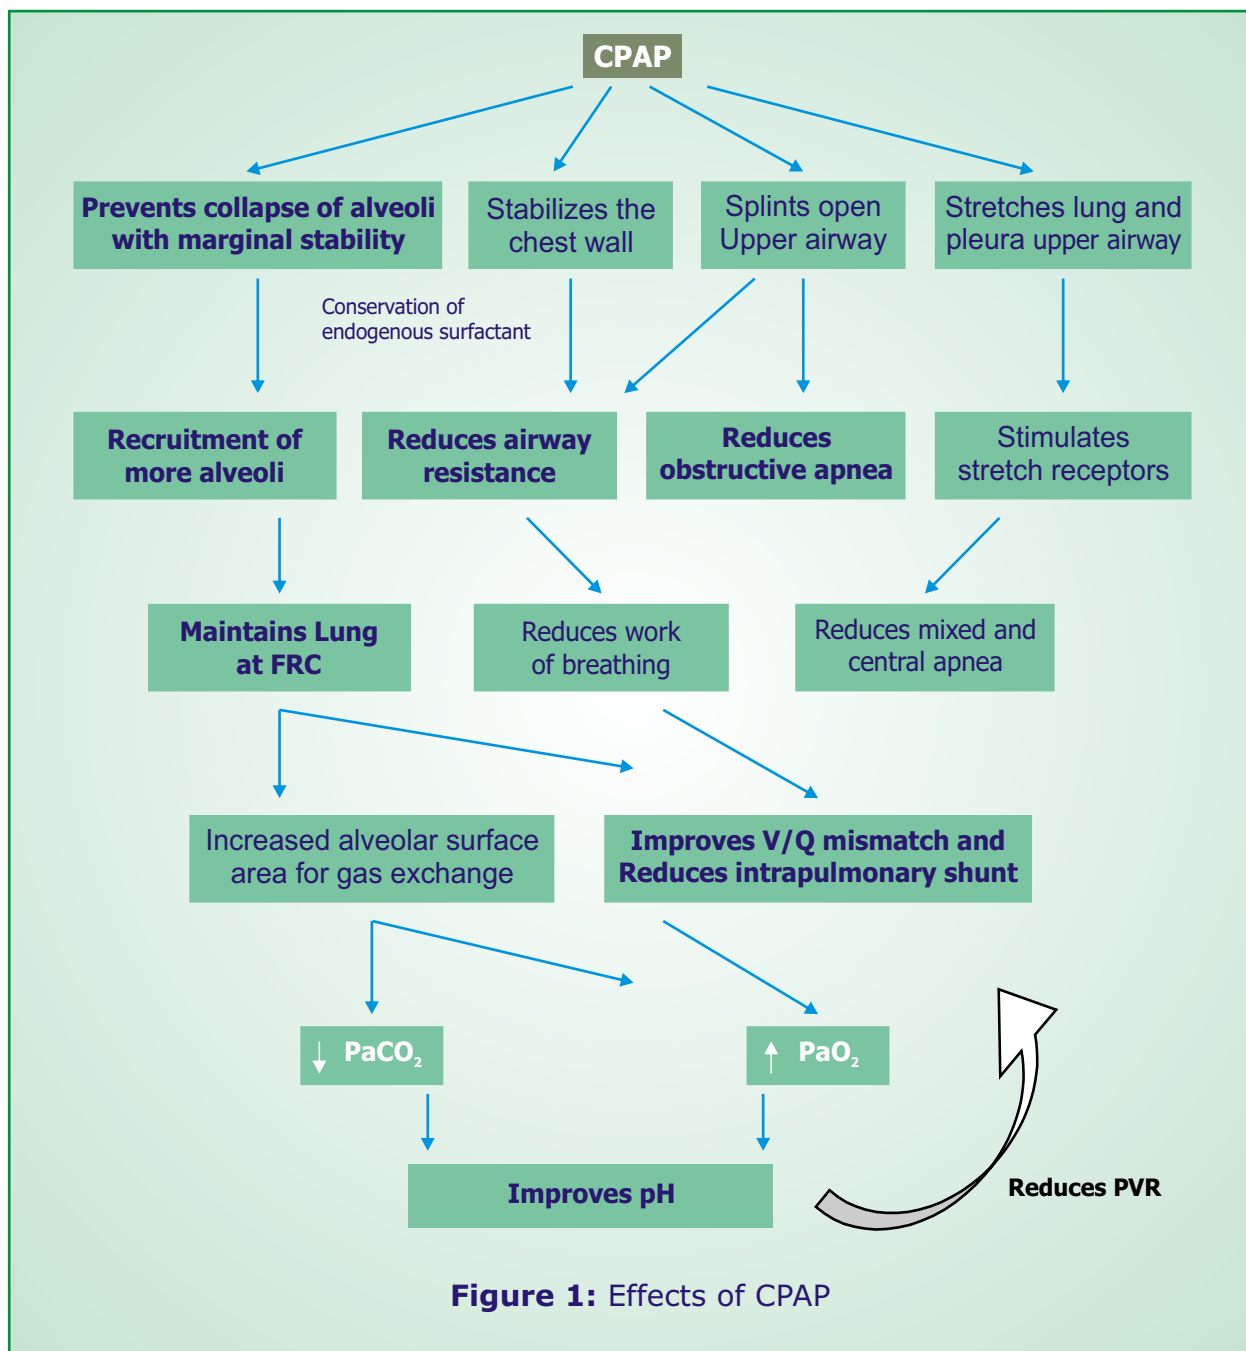 CPAP
Prevents collapse of alveoli
with marginal stability
Stabilizes the
chest wall
Splints open
Upper airway
Stretches lung and
pleura upper airway
Conservation of
endogenous surfactant
Recruitment of
more alveoli
Reduces airway
resistance
Reduces
obstructive apnea
Stimulates
stretch receptors
Maintains Lung
at FRC
Reduces work
of breathing
Reduces mixed and
central apnea
Increased alveolar surface
area for gas exchange
Improves V/Q mismatch and
Reduces intrapulmonary shunt
↓ PaCO₂
↑ PaO₂
Improves pH
Reduces PVR
Figure 1: Effects of CPAP